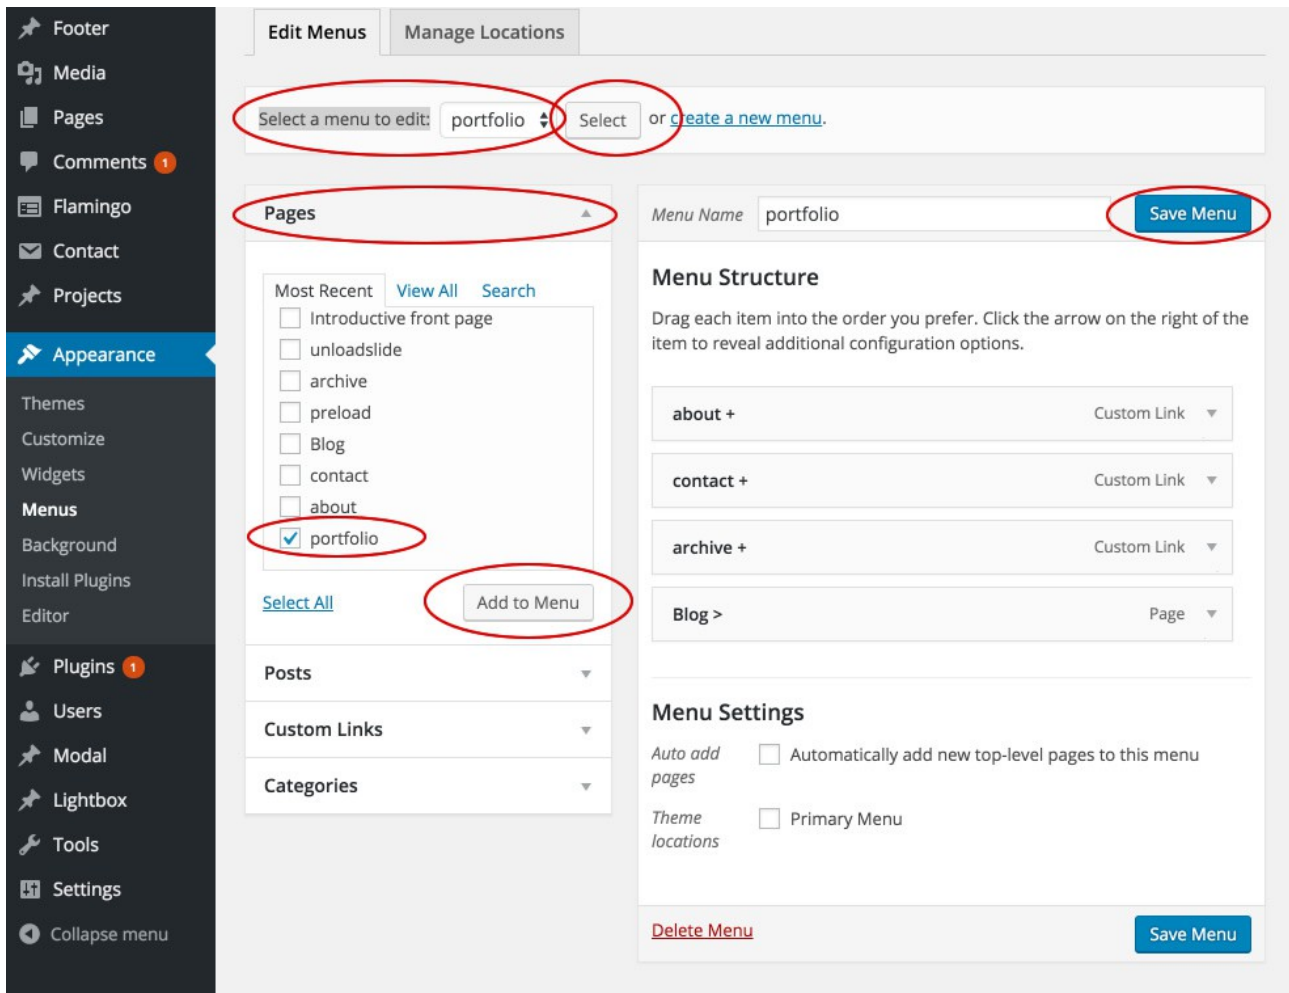 Footer
Media
Pages
Comments 1
Flamingo
Contact
Projects
Appearance
Themes
Customize
Widgets
Menus
Background
Install Plugins
Editor
Plugins 1
Users
Modal
Lightbox
Tools
Settings
Collapse menu
Edit Menus
Manage Locations
Select a menu to edit: portfolio Select or create a new menu.
Pages
Most Recent View All Search
Introductive front page
unloadslide
archive
preload
Blog
contact
about
portfolio
Select All Add to Menu
Posts
Custom Links
Categories
Menu Name portfolio Save Menu
Menu Structure
Drag each item into the order you prefer. Click the arrow on the right of the
item to reveal additional configuration options.
about + Custom Link
contact + Custom Link
archive + Custom Link
Blog > Page
Menu Settings
Auto add
pages
Automatically add new top-level pages to this menu
Theme
locations
Primary Menu
Delete Menu Save Menu